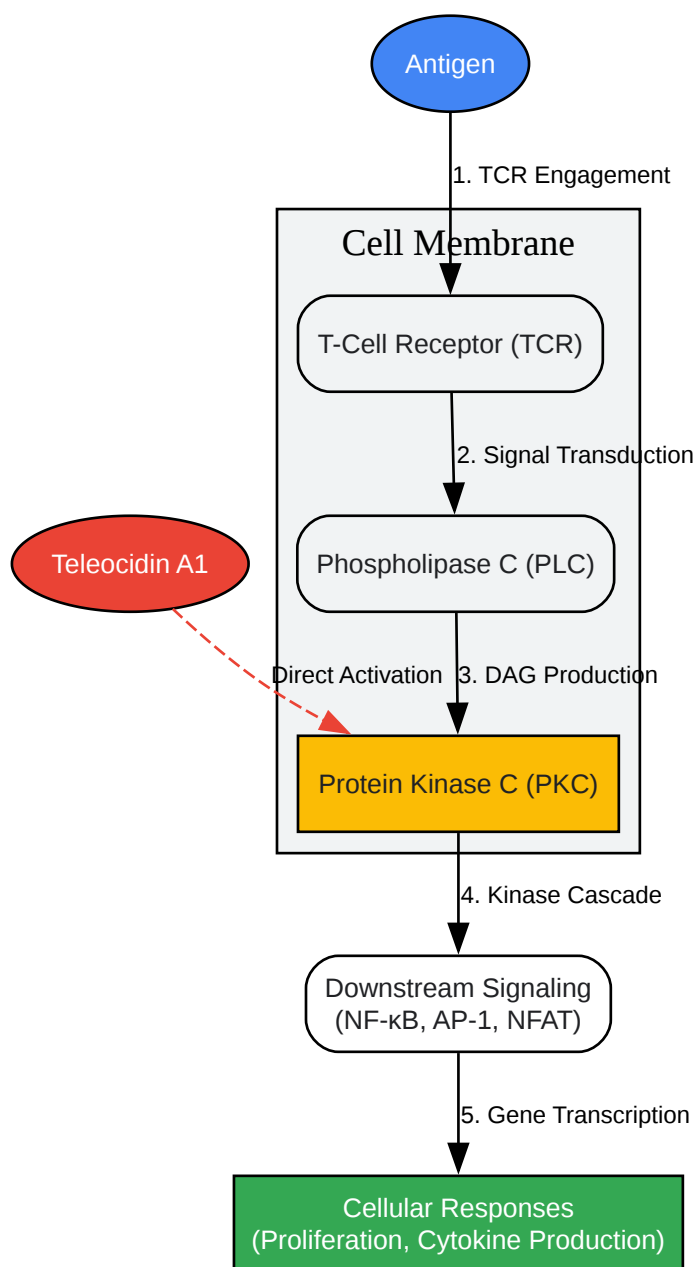 Antigen
1. TCR Engagement
Cell Membrane
T-Cell Receptor (TCR)
2. Signal Transduction
Teleocidin A1
Phospholipase C (PLC)
Direct Activation
3. DAG Production
Protein Kinase C (PKC)
4. Kinase Cascade
Downstream Signaling
(NF-κB, AP-1, NFAT)
5. Gene Transcription
Cellular Responses
(Proliferation, Cytokine Production)